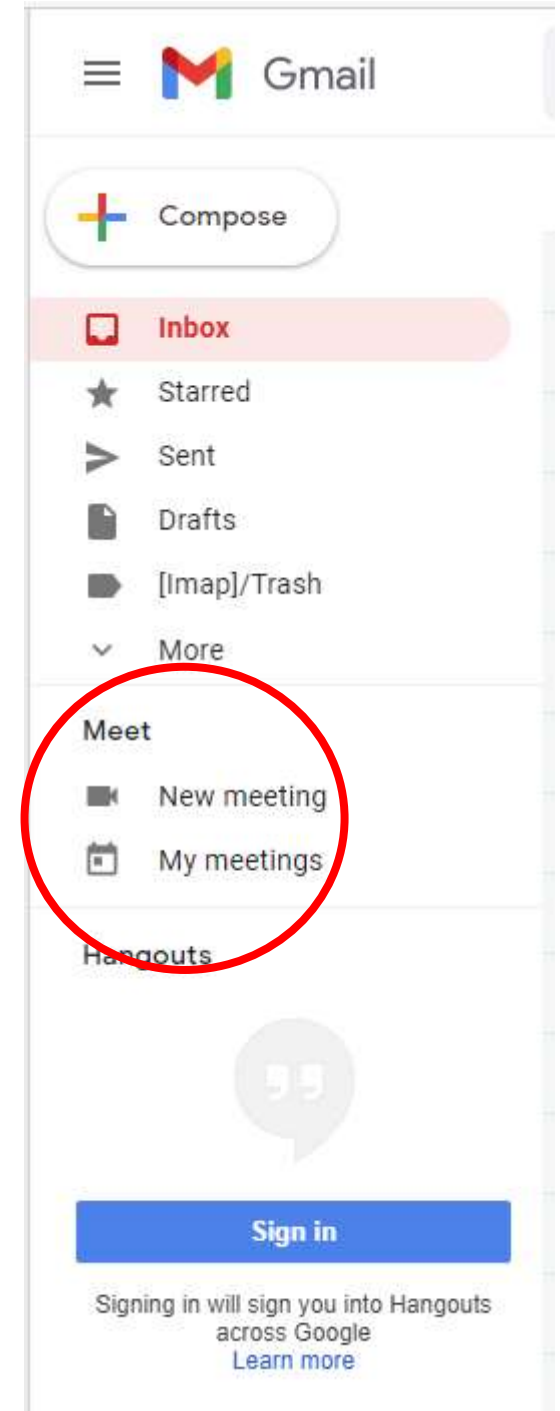 Gmail
Compose
Inbox
Starred
Sent
Drafts
[Imap]/Trash
More
Meet
New meeting
My meetings
Hangouts
Sign in
Signing in will sign you into Hangouts
across Google
Learn more